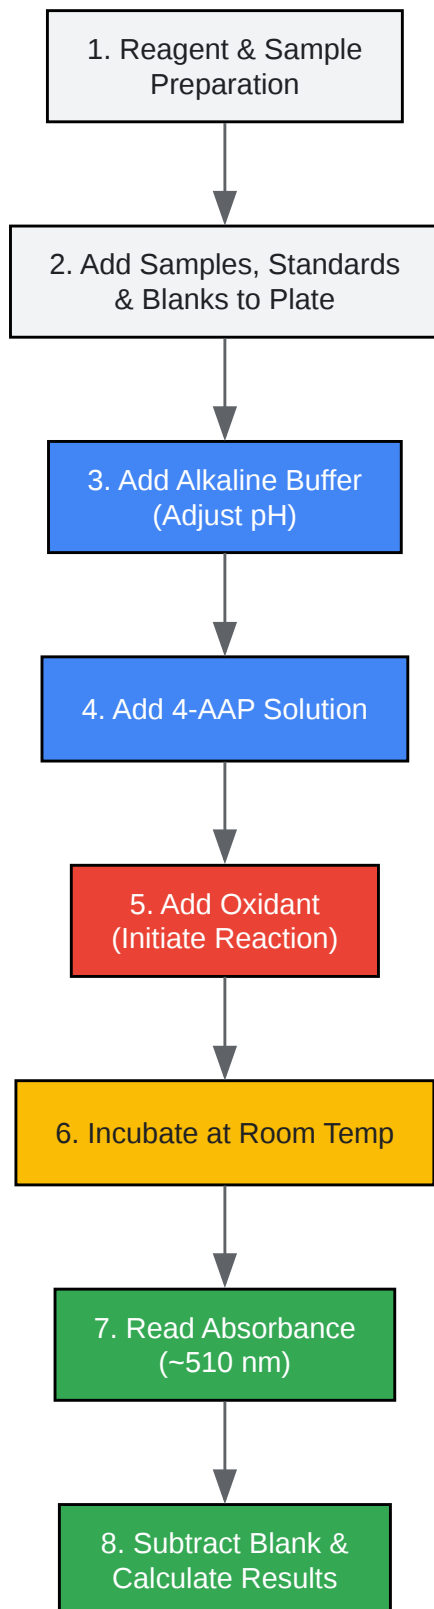 1. Reagent & Sample
Preparation
2. Add Samples, Standards
& Blanks to Plate
3. Add Alkaline Buffer
(Adjust pH)
4. Add 4-AAP Solution
5. Add Oxidant
(Initiate Reaction)
6. Incubate at Room Temp
7. Read Absorbance
(~510 nm)
8. Subtract Blank &
Calculate Results